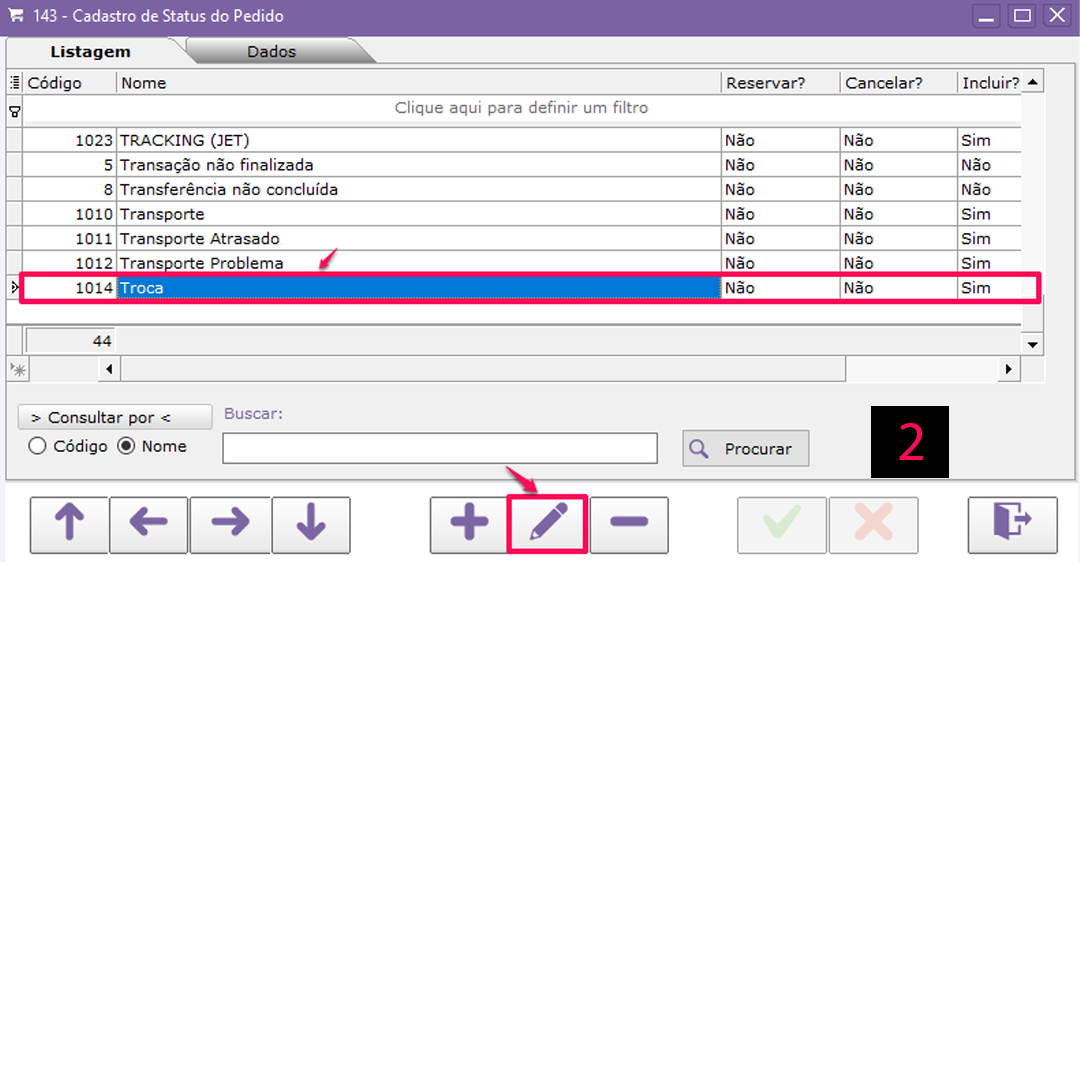 143 - Cadastro de Status do Pedido
Listagem Dados
Código Nome Reservar? Cancelar? Incluir?
Clique aqui para definir um filtro
1023 TRACKING (JET) Não Não Sim
5 Transação não finalizada Não Não Não
8 Transferência não concluída Não Não Não
1010 Transporte Não Não Sim
1011 Transporte Atrasado Não Não Sim
1012 Transporte Problema Não Não Sim
1014 Troca Não Não Sim
44
> Consultar por < Buscar:
Código Nome Procurar
2